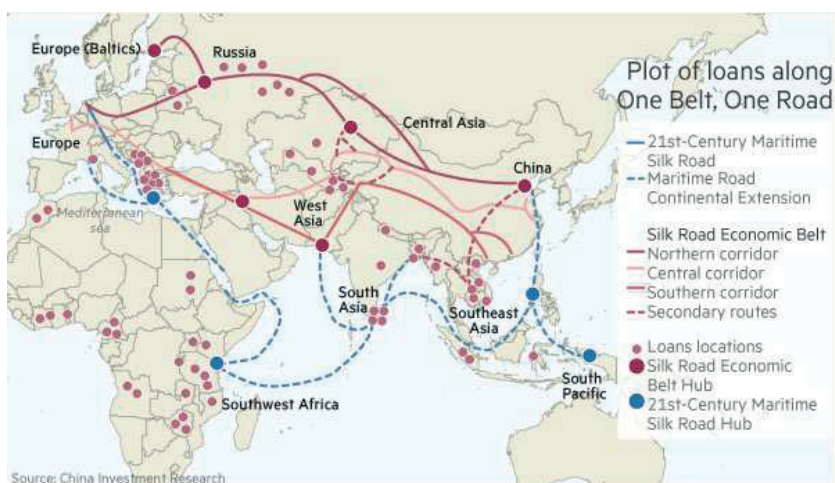 Europe (Baltics)
Russia
Plot of loans along
One Belt, One Road
Central Asia
21st-Century Maritime
Silk Road
Maritime Road
Continental Extension
Europe
China
Mediterranean
sea
West
Asia
Silk Road Economic Belt
Northern corridor
Central corridor
Southern corridor
Secondary routes
South
Asia
Southeast
Asia
Loans locations
Silk Road Economic
Belt Hub
21st-Century Maritime
Silk Road Hub
South
Pacific
Southwest Africa
Source: China Investment Research